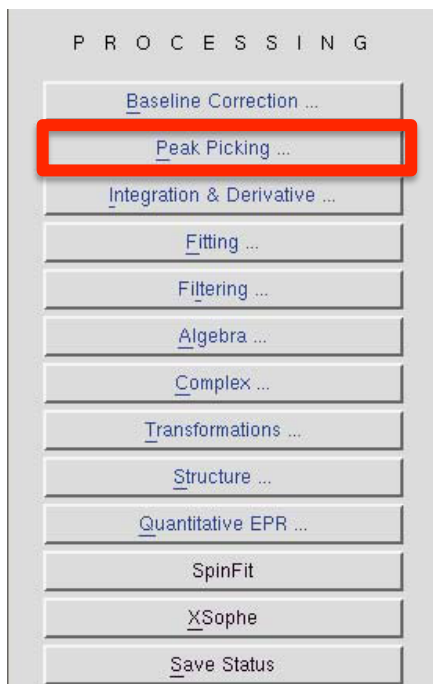 P R O C E S S I N G
Baseline Correction ...
Peak Picking ...
Integration & Derivative ...
Fitting ...
Filtering ...
Algebra ...
Complex ...
Transformations ...
Structure ...
Quantitative EPR ...
SpinFit
XSophe
Save Status